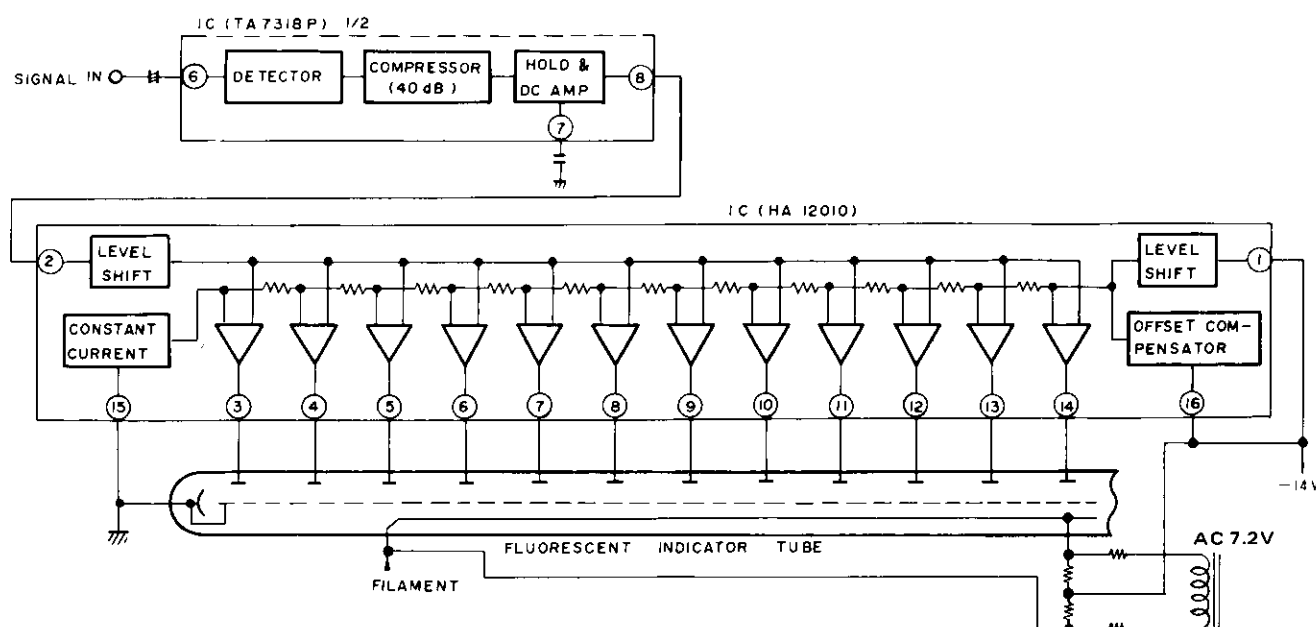 IC (TA7318P) 1/2
SIGNAL IN
6
DETECTOR
COMPRESSOR
(40 dB)
HOLD &
DC AMP
8
7
IC (HA 12010)
2
LEVEL
SHIFT
LEVEL
SHIFT
1
CONSTANT
CURRENT
OFFSET COM-
PENSATOR
15
3
4
5
6
7
8
9
10
11
12
13
14
16
-14V
FLUORESCENT INDICATOR TUBE
FILAMENT
AC 7.2V